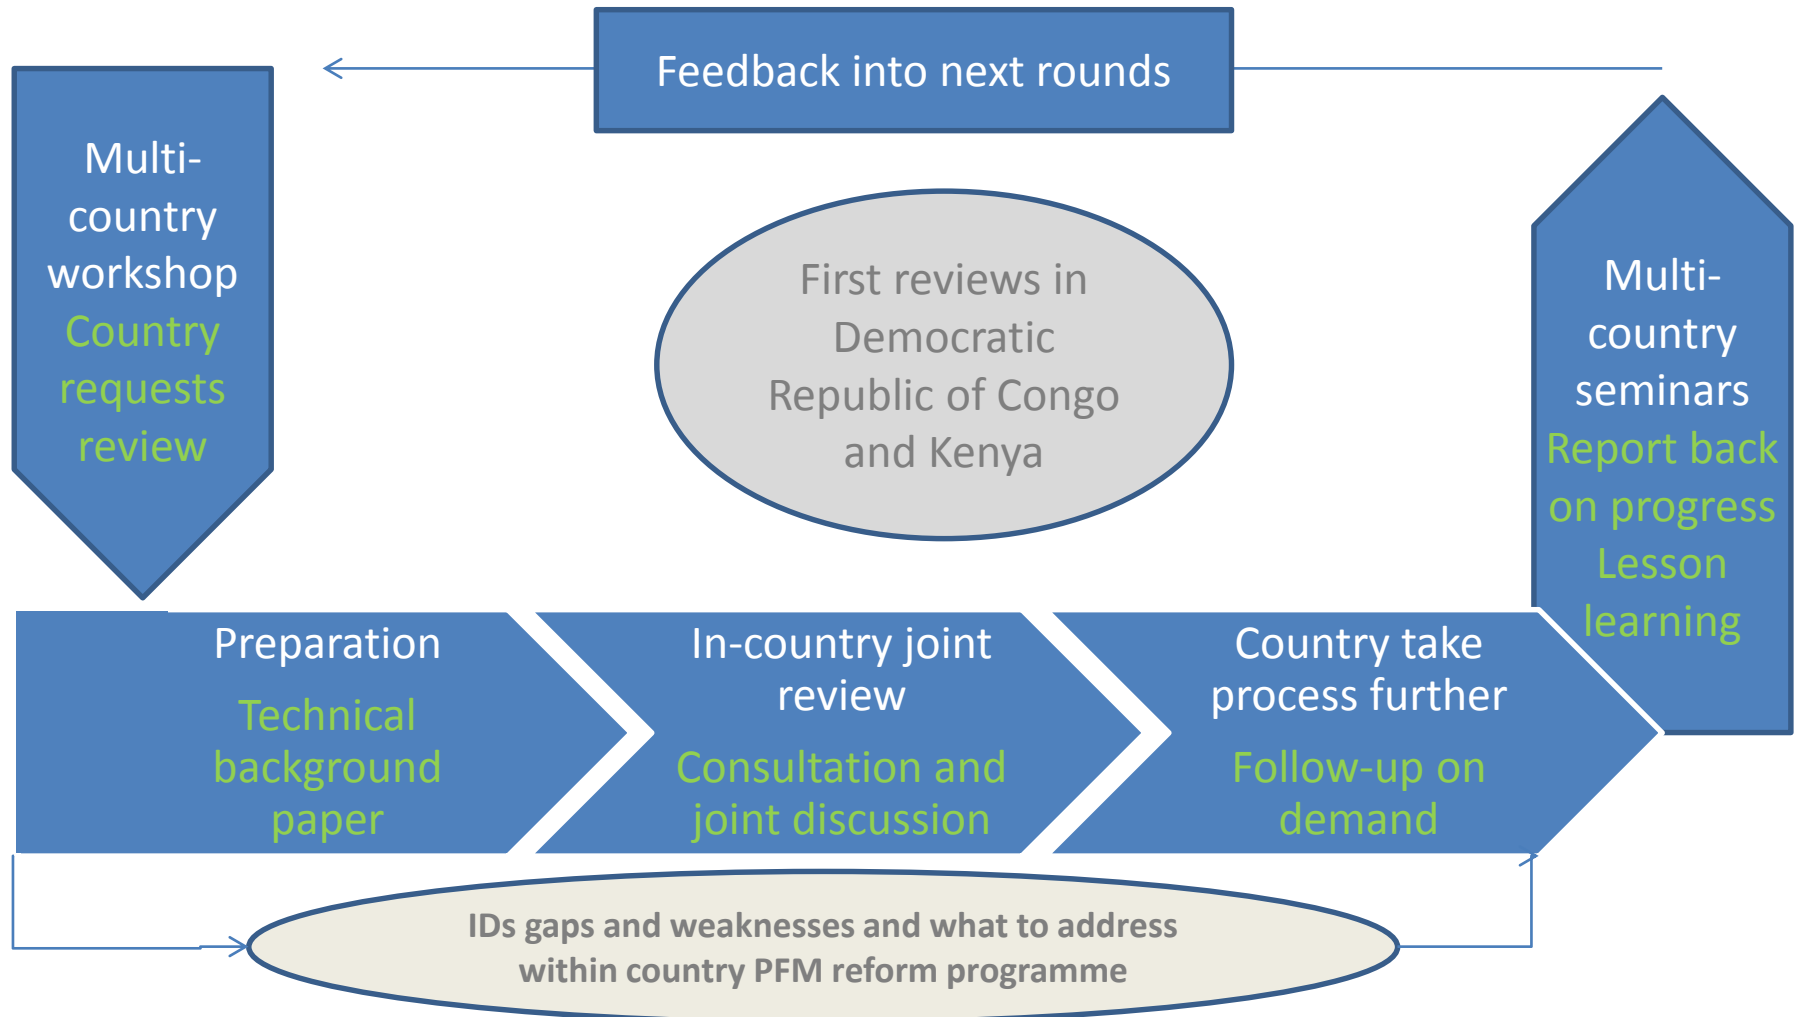 Feedback into next rounds
Multi-
country
workshop
Country
requests
review
First reviews in
Democratic
Republic of Congo
and Kenya
Multi-
country
seminars
Report back
on progress
Lesson
learning
Preparation
Technical
background
paper
In-country joint
review
Consultation and
joint discussion
Country take
process further
Follow-up on
demand
IDs gaps and weaknesses and what to address
within country PFM reform programme